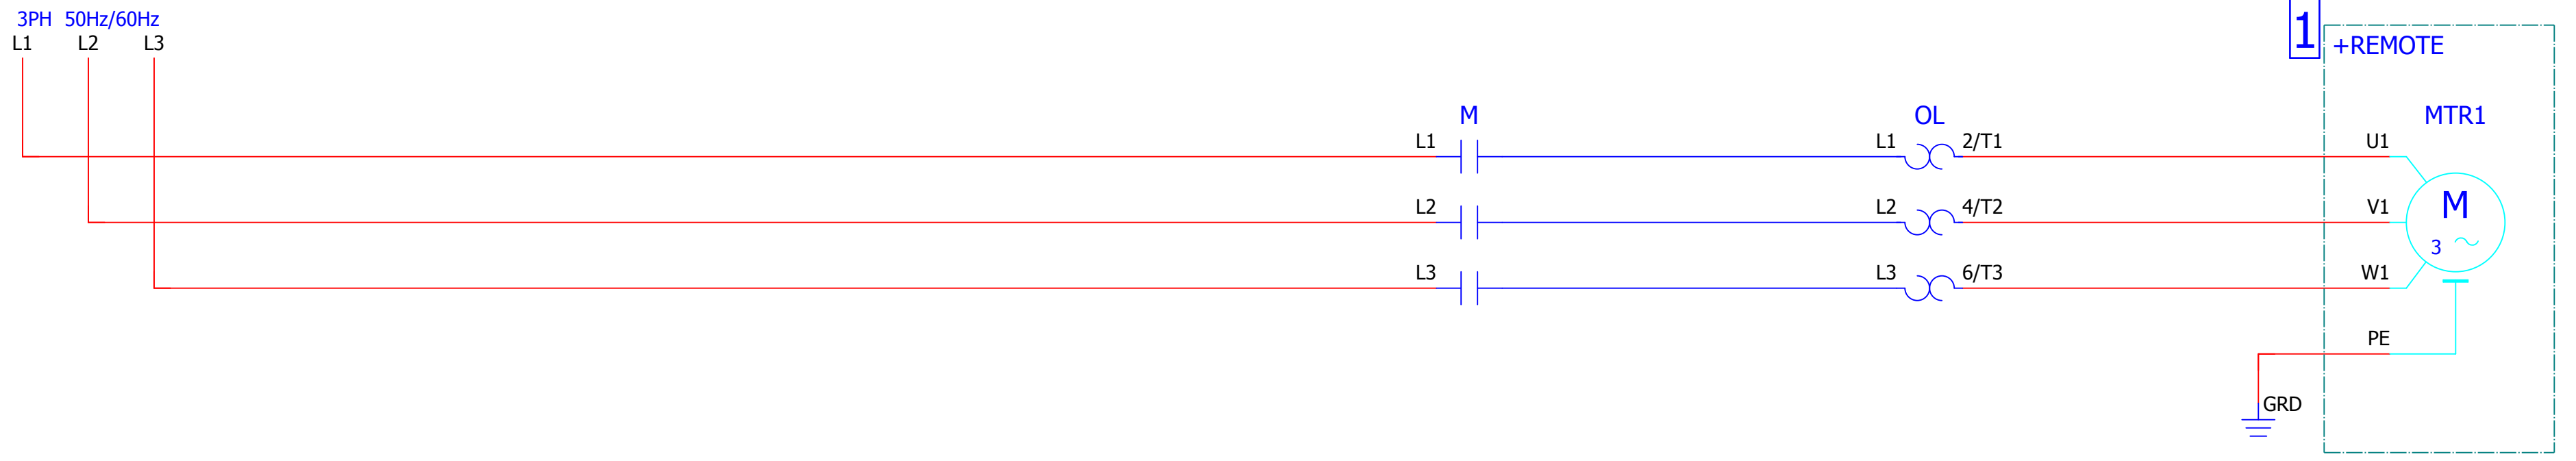 3PH 50Hz/60Hz
L1 L2 L3
1
+REMOTE
M OL MTR1
L1 L1 2/T1 U1
L2 L2 4/T2 V1
M
3
L3 L3 6/T3 W1
PE
GRD